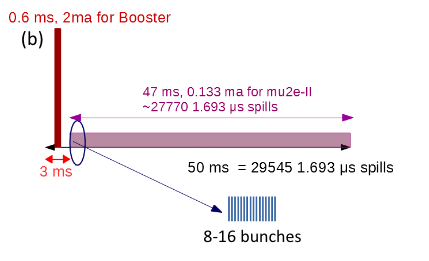 0.6 ms, 2ma for Booster
(b)
47 ms, 0.133 ma for mu2e-II
~27770 1.693 µs spills
50 ms = 29545 1.693 µs spills
3 ms
8-16 bunches